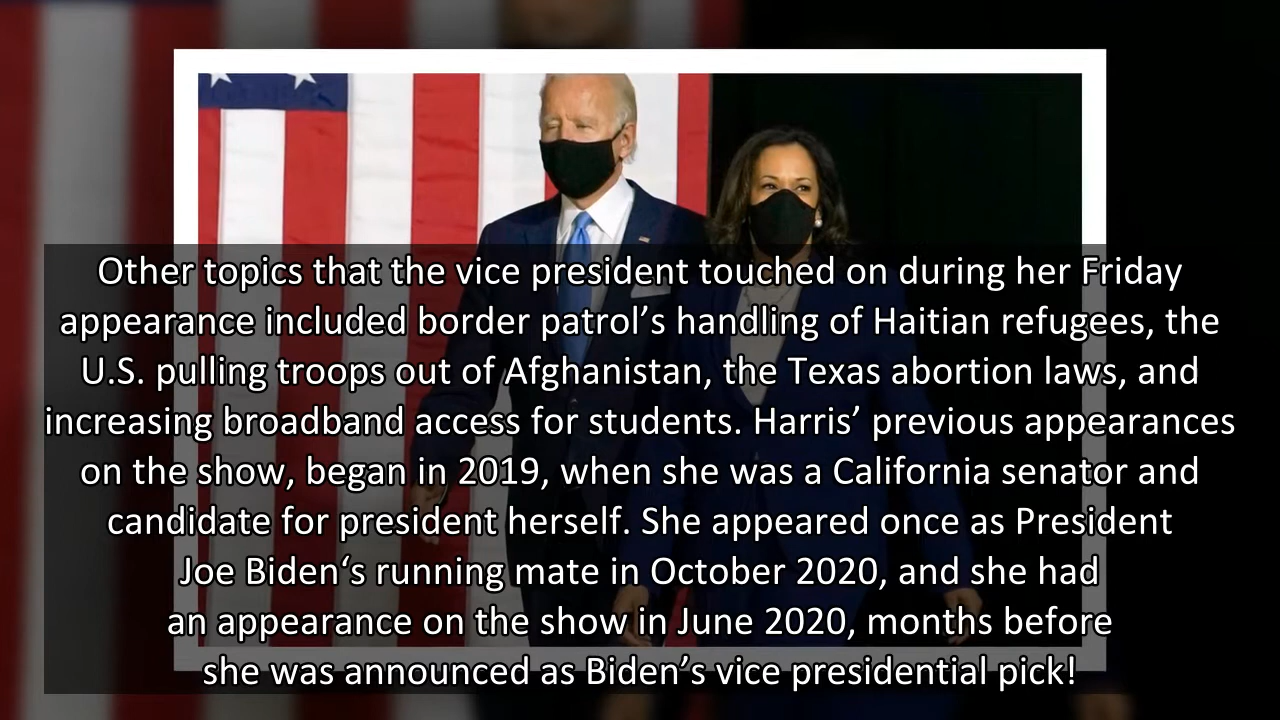 Other topics that the vice president touched on during her Friday
appearance included border patrol’s handling of Haitian refugees, the
U.S. pulling troops out of Afghanistan, the Texas abortion laws, and
increasing broadband access for students. Harris’ previous appearances
on the show, began in 2019, when she was a California senator and
candidate for president herself. She appeared once as President
Joe Biden‘s running mate in October 2020, and she had
an appearance on the show in June 2020, months before
she was announced as Biden’s vice presidential pick!